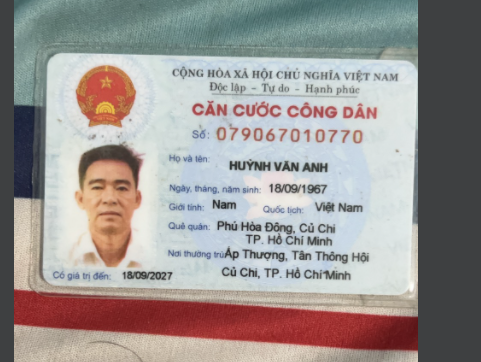 CỘNG HÒA XÃ HỘI CHỦ NGHĨA VIỆT NAM
Độc lập - Tự do - Hạnh phúc
CĂN CƯỚC CÔNG DÂN
Số: 079067010770
Họ và tên: HUỲNH VĂN ANH
Ngày, tháng, năm sinh: 18/09/1967
Giới tính: Nam Quốc tịch: Việt Nam
Quê quán: Phú Hòa Đông, Củ Chi
TP. Hồ Chí Minh
Nơi thường trú: Ấp Thượng, Tân Thông Hội
Củ Chi, TP. Hồ Chí Minh
Có giá trị đến: 18/09/2027